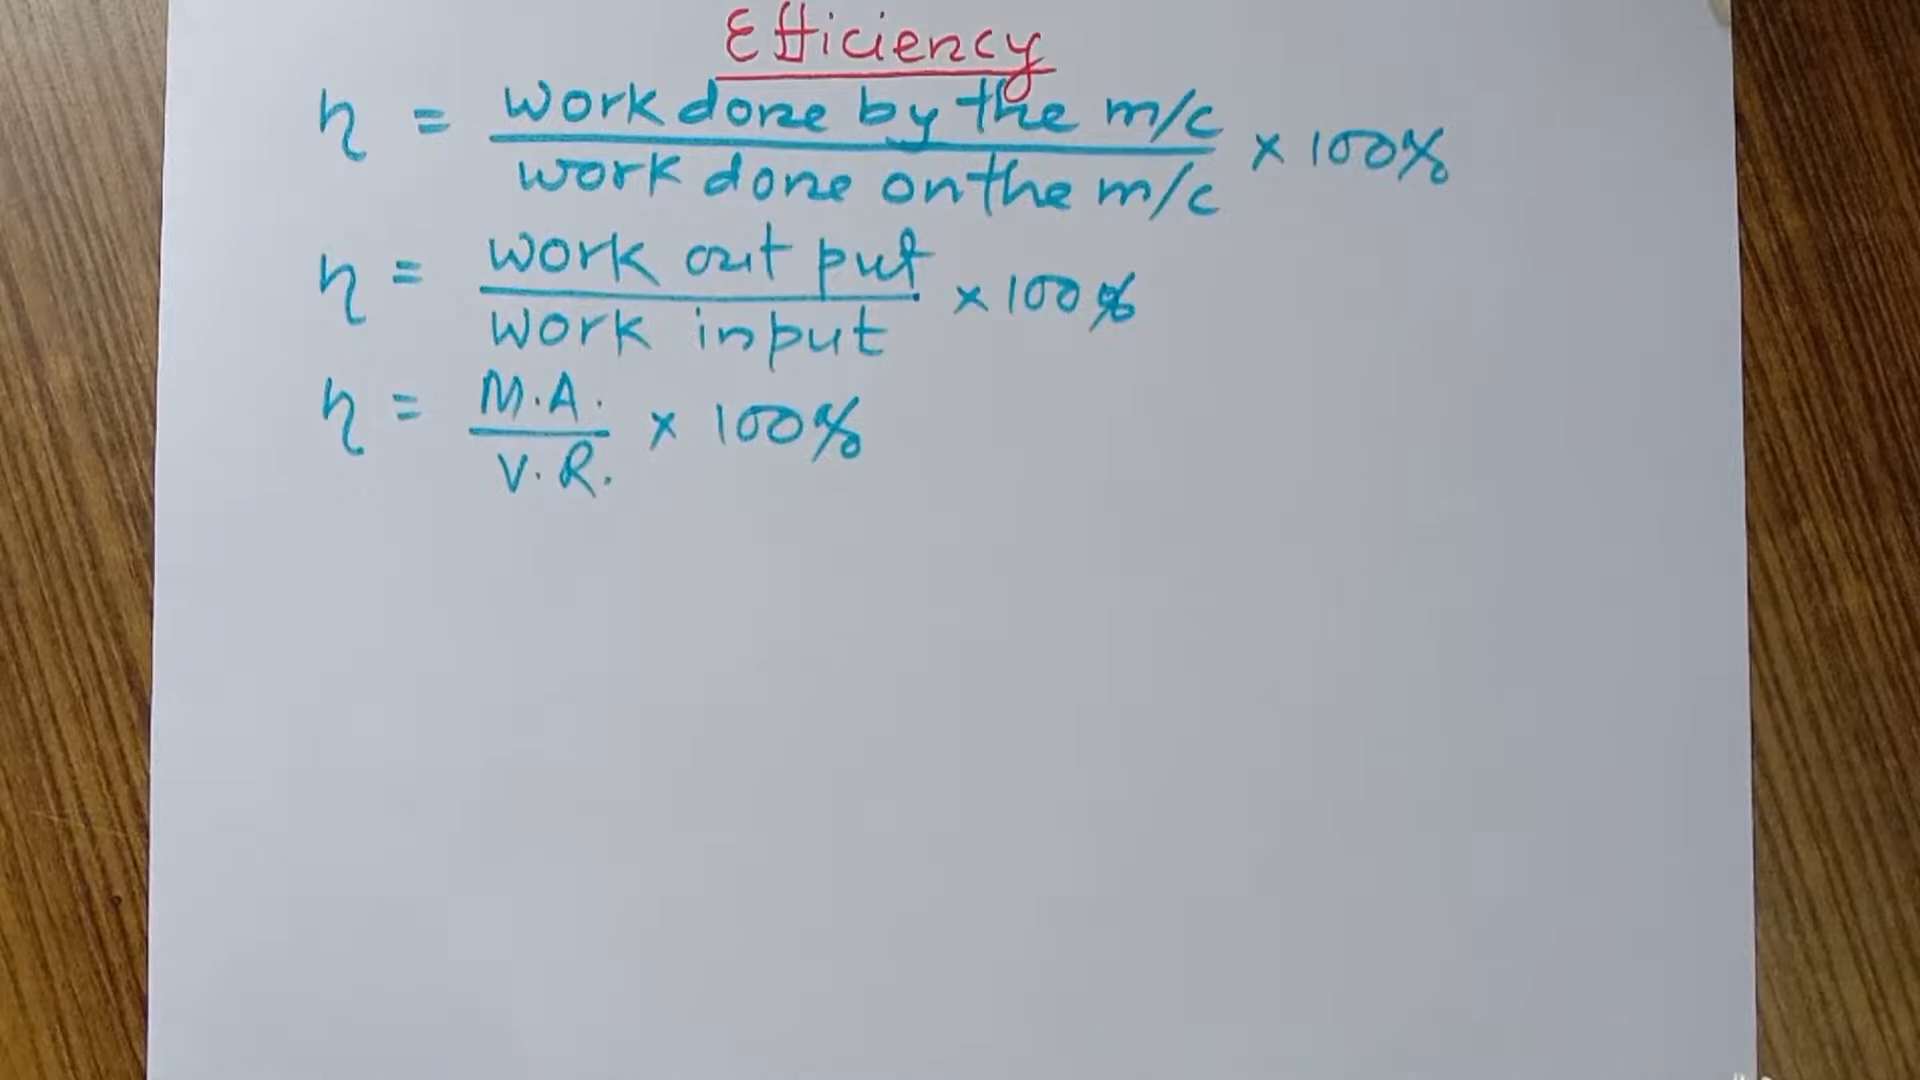 Efficiency
η = work done by the m/c / work done on the m/c × 100%
η = work out put / work input × 100%
η = M.A. / V.R. × 100%